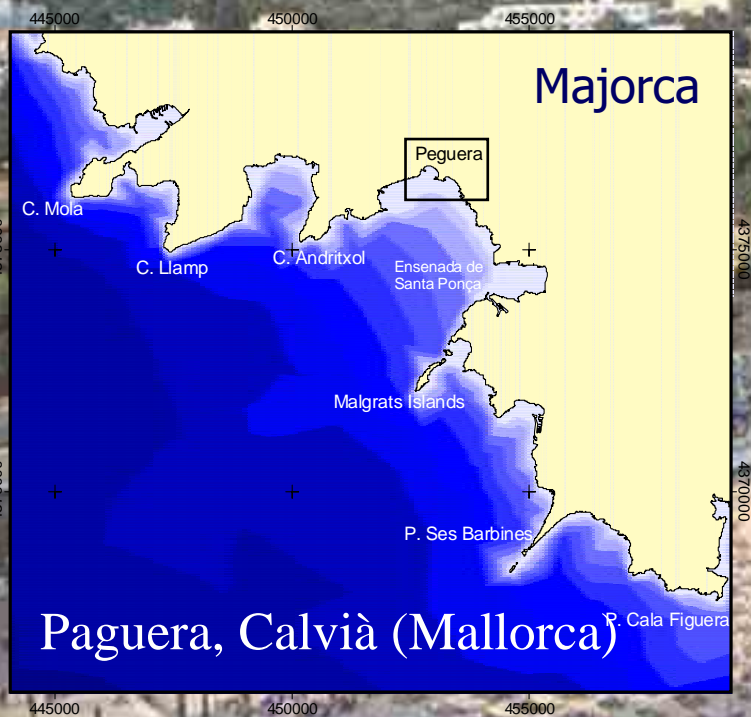 445000 450000 455000
Majorca
Peguera
C. Mola
4375000
C. Andritxol
C. Llamp
Ensenada de
Santa Ponça
Malgrats Islands
4370000
P. Ses Barbines
P. Cala Figuera
Paguera, Calvià (Mallorca)
445000 450000 455000